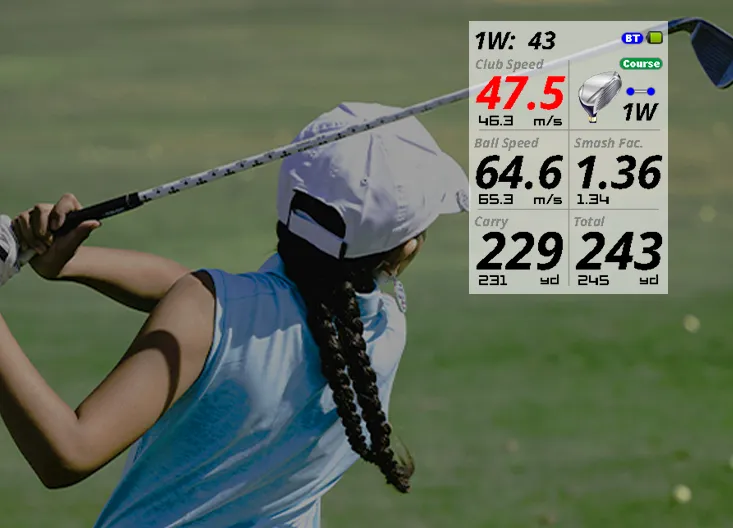 1W: 43
BT
Club Speed
Course
47.5
46.3 m/s
1W
Ball Speed
Smash Fac.
64.6
1.36
65.3 m/s
1.34
Carry
Total
229
243
231 yd
245 yd